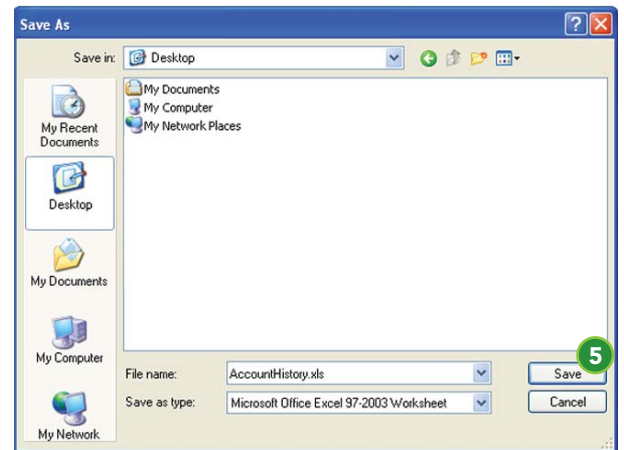 Save As
Save in:
Desktop
My Documents
My Computer
My Network Places
My Recent
Documents
Desktop
My Documents
My Computer
My Network
File name:
AccountHistory.xls
Save
5
Save as type:
Microsoft Office Excel 97-2003 Worksheet
Cancel